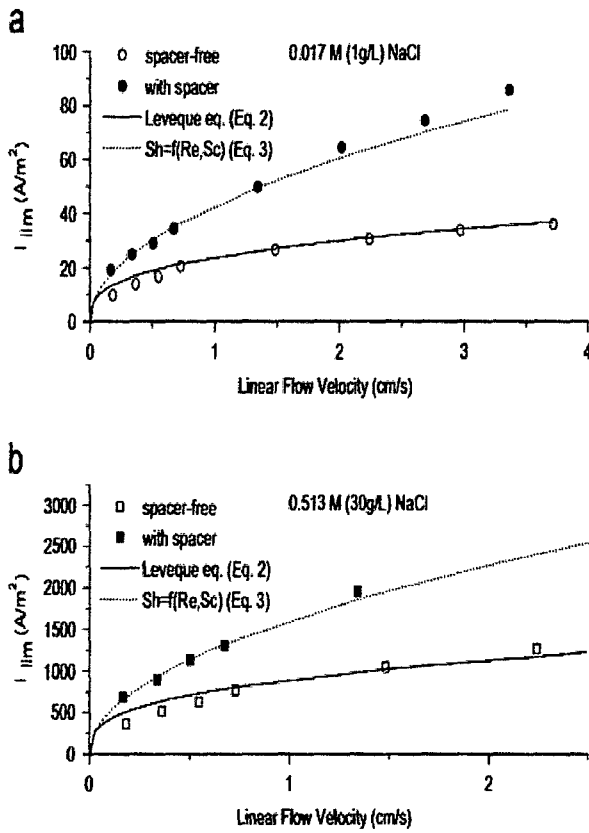 a
I lim (A/m²)
100
80
60
40
20
0
spacer-free
0.017 M (1g/L) NaCl
with spacer
Leveque eq. (Eq. 2)
Sh=f(Re,Sc) (Eq. 3)
0 1 2 3 4
Linear Flow Velocity (cm/s)
b
I lim (A/m²)
3000
2500
2000
1750
1250
1000
500
0
spacer-free
0.513 M (30g/L) NaCl
with spacer
Leveque eq. (Eq. 2)
Sh=f(Re,Sc) (Eq. 3)
0 1 2
Linear Flow Velocity (cm/s)